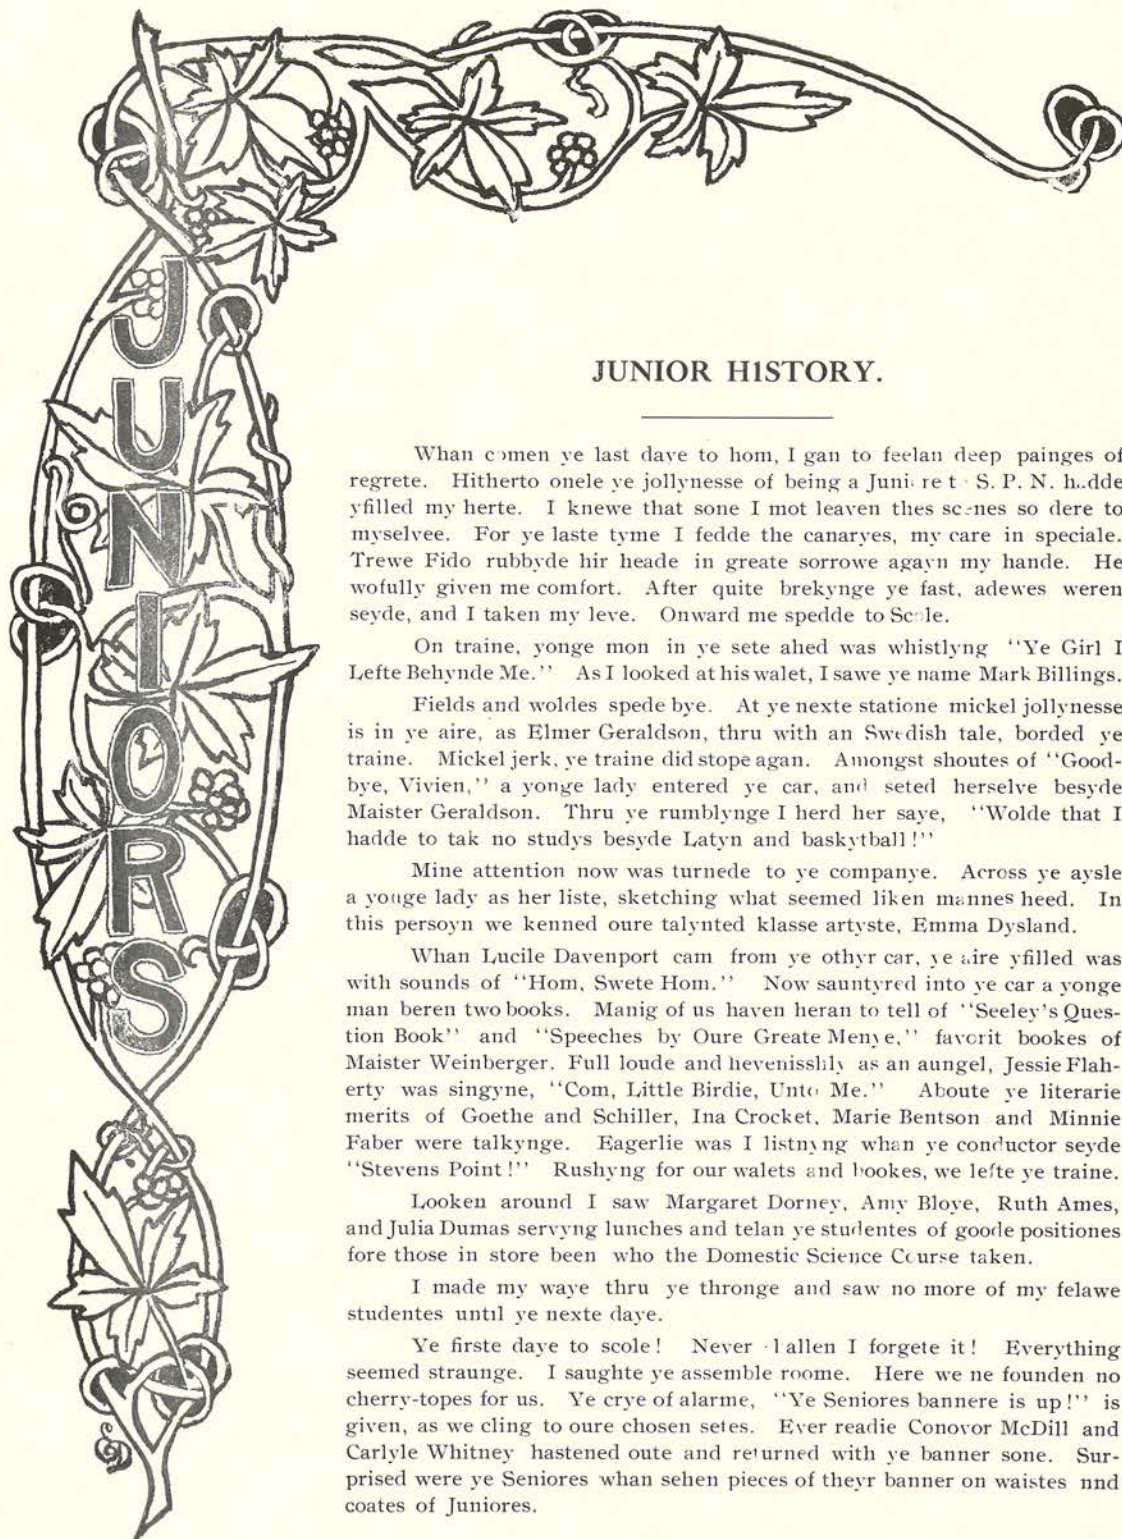 JUNIORS
JUNIOR H1STORY.
Whan comen ye last daye to hom, I gan to feelan deep painges of
regrete. Hitherto onele ye jollynesse of being a S. P. N.
yfilled my herte. I knewe that sone I mot leaven thes scenes so dere to
myselvee. For ye laste tyme I fedde the canaryes, my care in speciale.
Trewe Fido rubbyde hir heade in greate sorrowe agayn my hande. He
wofully given me comfort. After quite brekynge ye fast, adewes weren
seyde, and I taken my leve. Onward me spedde to Scole.
On traine, yonge mon in ye sete ahed was whistlyng "Ye Girl I
Lefte Behynde Me." As I looked at his walet, I sawe ye name Mark Billings.
Fields and woldes spede bye. At ye nexte statione mickel jollynesse
is in ye aire, as Elmer Geraldson, thru with an Swedish tale, borded ye
traine. Mickel jerk, ye traine did stope agan. Amongst shoutes of "Good-
bye, Vivien," a yonge lady entered ye car, and seted herselve besyde
Maister Geraldson. Thru ye rumblynge I herd her saye, "Wolde that I
hadde to tak no studys besyde Latyn and baskytball!"
Mine attention now was turnede to ye companye. Across ye aysle
a yonge lady as her liste, sketching what seemed liken mannes heed. In
this persoyn we kenned oure talynted klasse artyste, Emma Dysland.
Whan Lucile Davenport cam from ye othyr car, ye aire yfilled was
with sounds of "Hom, Swete Hom." Now sauntyred into ye car a yonge
man beren two books. Manig of us haven heran to tell of "Seeley's Ques-
tion Book" and "Speeches by Oure Greate Menye," favorit bookes of
Maister Weinberger. Full loude and hevenisshly as an aungel, Jessie Flah-
erty was singyne, "Com, Little Birdie, Unto Me." Aboute ye literarie
merits of Goethe and Schiller, Ina Crocket, Marie Bentson and Minnie
Faber were talkynge. Eagerlie was I listnyng whan ye conductor seyde
"Stevens Point!" Rushyng for our walets and bookes, we lefte ye traine.
Looken around I saw Margaret Dorney, Amy Bloye, Ruth Ames,
and Julia Dumas servyng lunches and telan ye studentes of goode positiones
fore those in store been who the Domestic Science Course taken.
I made my waye thru ye thronge and saw no more of my felawe
studentes until ye nexte daye.
Ye firste daye to scole! Never I forgete it! Everything
seemed straunge. I saughte ye assemble roome. Here we ne founden no
cherry-topes for us. Ye crye of alarme, "Ye Seniores bannere is up!" is
given, as we cling to oure chosen setes. Ever readie Conovor McDill and
Carlyle Whitney hastened oute and returned with ye banner sone. Sur-
prised were ye Seniores whan sehen pieces of theyr banner on waistes nnd
coates of Juniores.